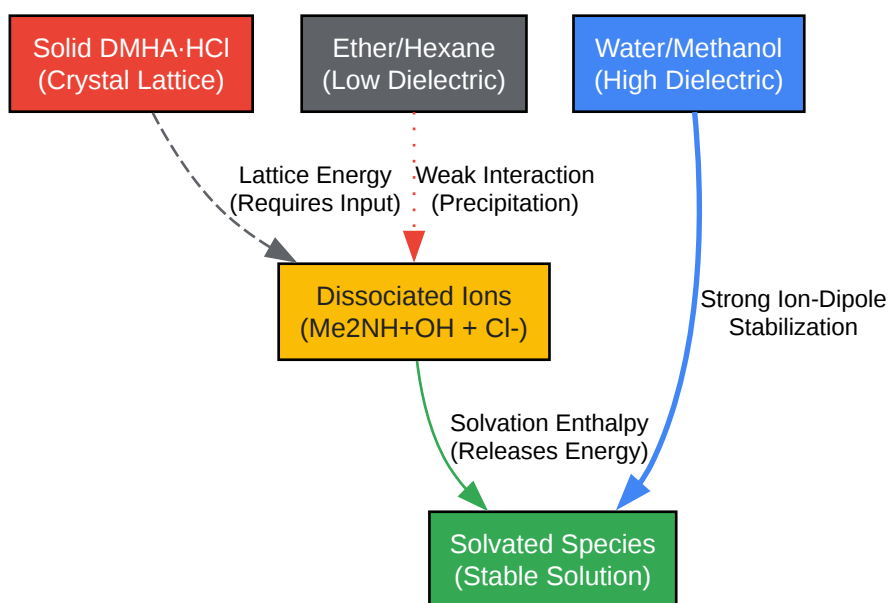 Solid DMHA·HCl
(Crystal Lattice)
Ether/Hexane
(Low Dielectric)
Water/Methanol
(High Dielectric)
Lattice Energy
(Requires Input)
Weak Interaction
(Precipitation)
Dissociated Ions
(Me2NH+OH + Cl-)
Strong Ion-Dipole
Stabilization
Solvation Enthalpy
(Releases Energy)
Solvated Species
(Stable Solution)